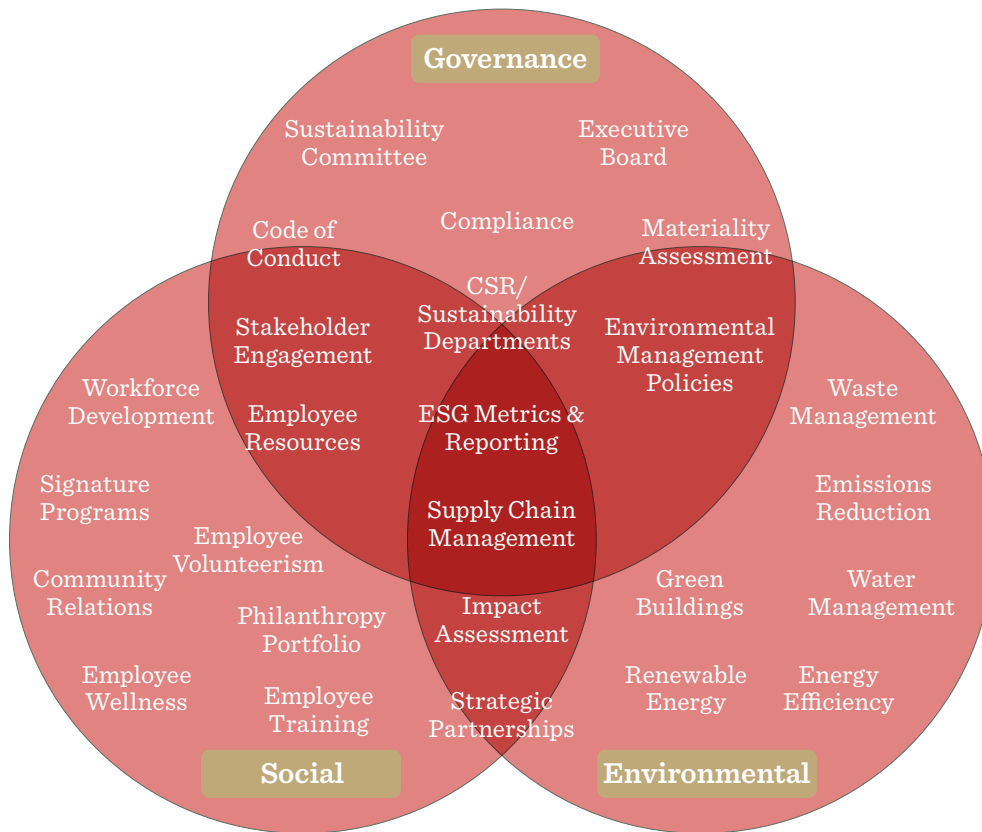 Governance
Sustainability
Committee
Executive
Board
Compliance
Code of
Conduct
Materiality
Assessment
CSR/
Sustainability
Departments
Stakeholder
Engagement
Environmental
Management
Policies
Workforce
Development
Employee
Resources
ESG Metrics &
Reporting
Waste
Management
Signature
Programs
Supply Chain
Management
Emissions
Reduction
Employee
Volunteerism
Community
Relations
Impact
Assessment
Green
Buildings
Water
Management
Philanthropy
Portfolio
Employee
Wellness
Employee
Training
Strategic
Partnerships
Renewable
Energy
Energy
Efficiency
Social
Environmental